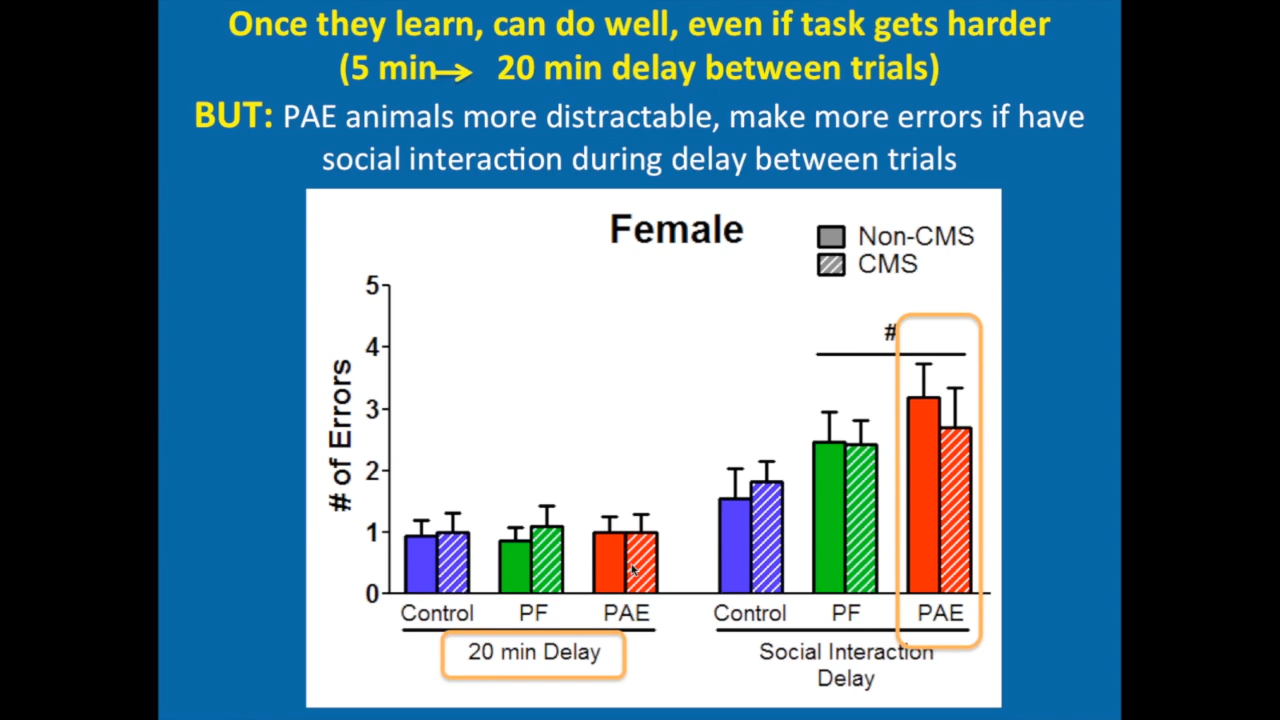 Once they learn, can do well, even if task gets harder
(5 min→ 20 min delay between trials)
BUT: PAE animals more distractable, make more errors if have
social interaction during delay between trials
Female
Non-CMS
CMS
# of Errors
5
4
3
2
1
0
#
Control PF PAE Control PF PAE
20 min Delay
Social Interaction
Delay